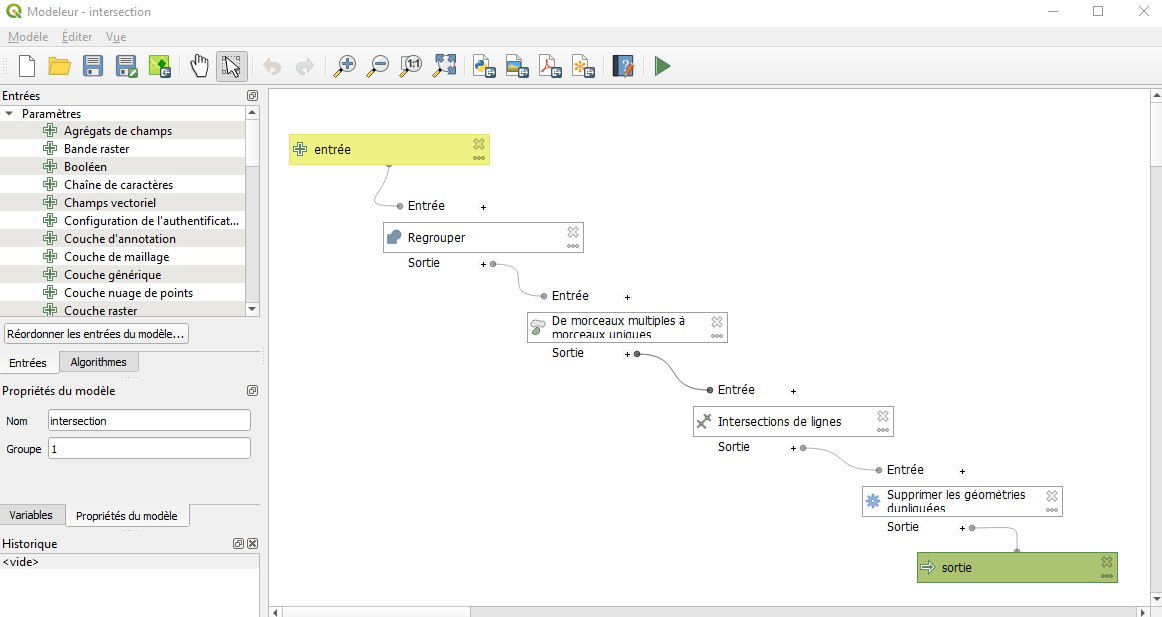 Modeleur - intersection
Modèle Éditer Vue
1:1
Entrées
Paramètres
Agrégats de champs
Bande raster
Booléen
Chaîne de caractères
Champs vectoriel
Configuration de l'authentificat...
Couche d'annotation
Couche de maillage
Couche générique
Couche nuage de points
Couche raster
Réordonner les entrées du modèle...
Entrées Algorithmes
Propriétés du modèle
Nom intersection
Groupe 1
Variables Propriétés du modèle
Historique
<vide>
entrée
Entrée
Regrouper
Sortie
Entrée
De morceaux multiples à
morceaux uniques
Sortie
Entrée
Intersections de lignes
Sortie
Entrée
Supprimer les géométries
dupliquées
Sortie
sortie